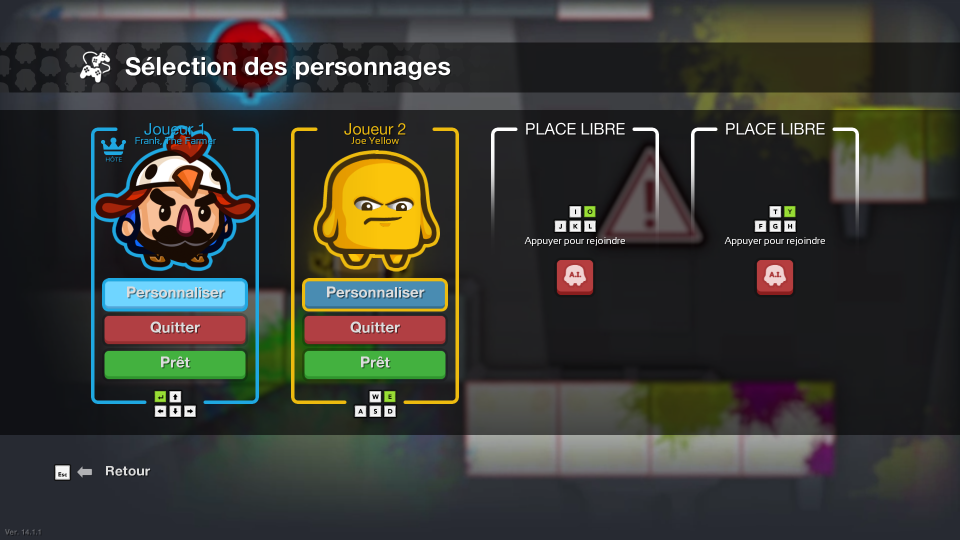 Sélection des personnages
Joueur 1
Frank, The Farmer
HÔTE
Joueur 2
Joe Yellow
PLACE LIBRE
PLACE LIBRE
I O
J K L
Appuyer pour rejoindre
A.I.
T Y
F G H
Appuyer pour rejoindre
A.I.
Personnaliser
Quitter
Prêt
Personnaliser
Quitter
Prêt
W E
A S D
Esc
Retour
Ver. 14.1.1